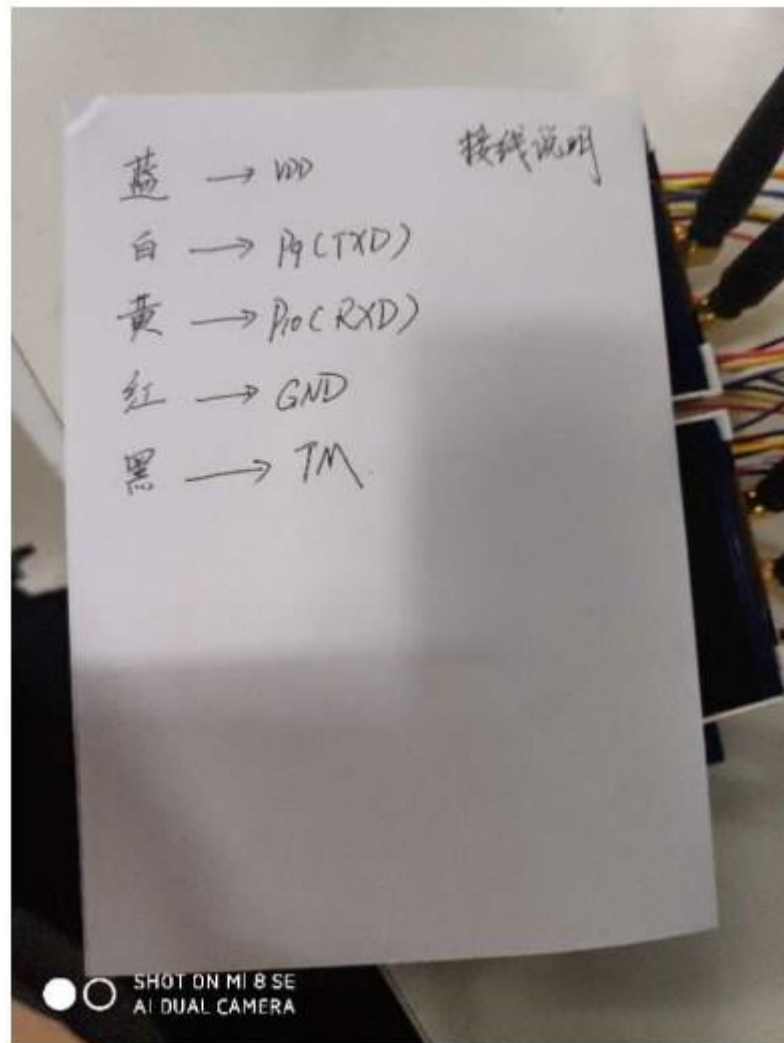 接线说明
蓝 → VDD
白 → P9(TXD)
黄 → P10(RXD)
红 → GND
黑 → TM
SHOT ON MI 8 SE
AI DUAL CAMERA